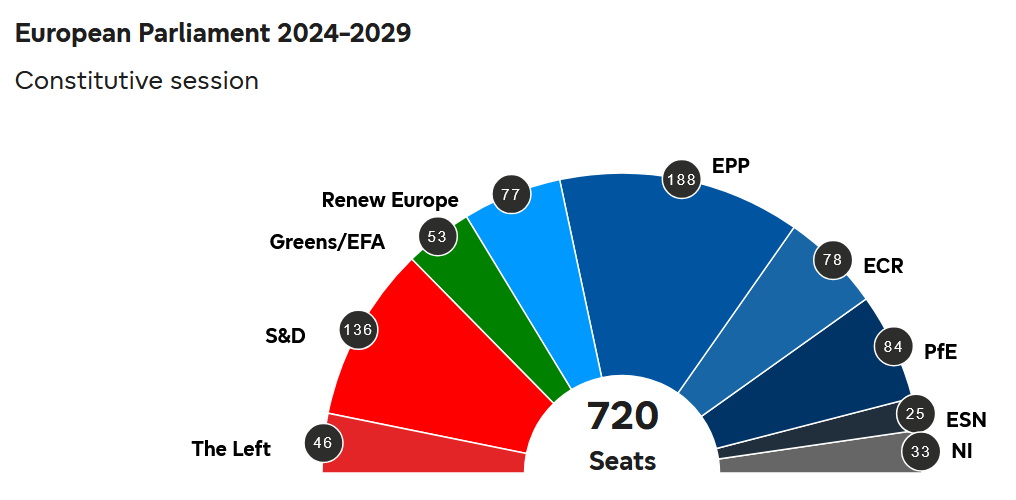 European Parliament 2024–2029
Constitutive session
EPP
188
77
Renew Europe
53
Greens/EFA
78
ECR
136
S&D
84
PfE
720
Seats
25
ESN
46
The Left
33
NI